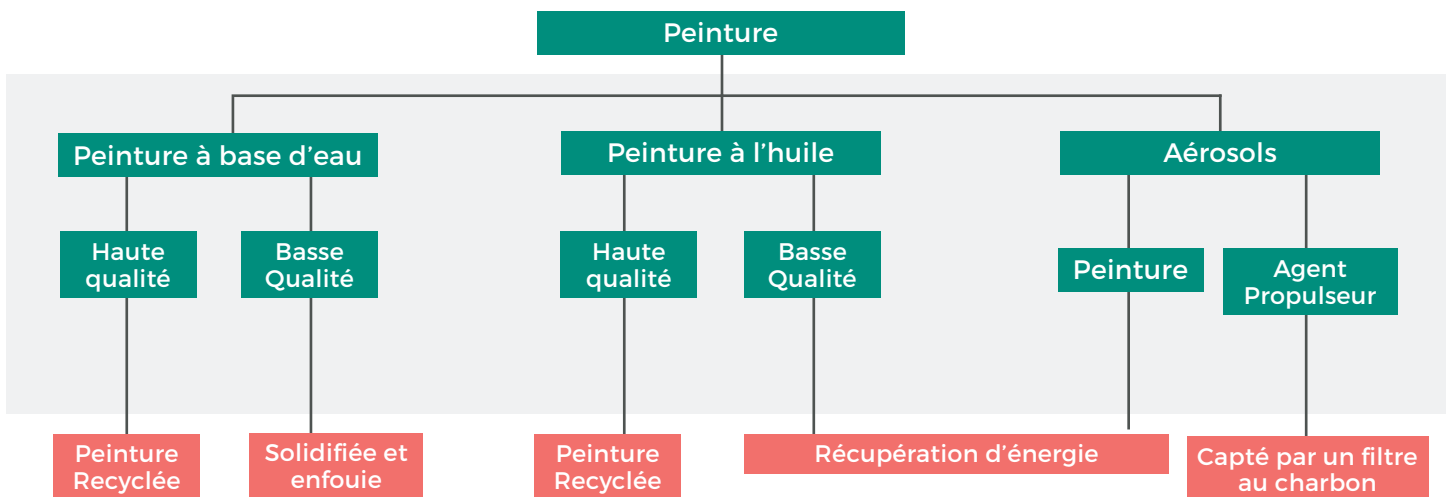 Peinture
Peinture à base d'eau
Peinture à l'huile
Aérosols
Haute
qualité
Basse
Qualité
Haute
qualité
Basse
Qualité
Peinture
Agent
Propulseur
Peinture
Recyclée
Solidifiée et
enfouie
Peinture
Recyclée
Récupération d'énergie
Capté par un filtre
au charbon